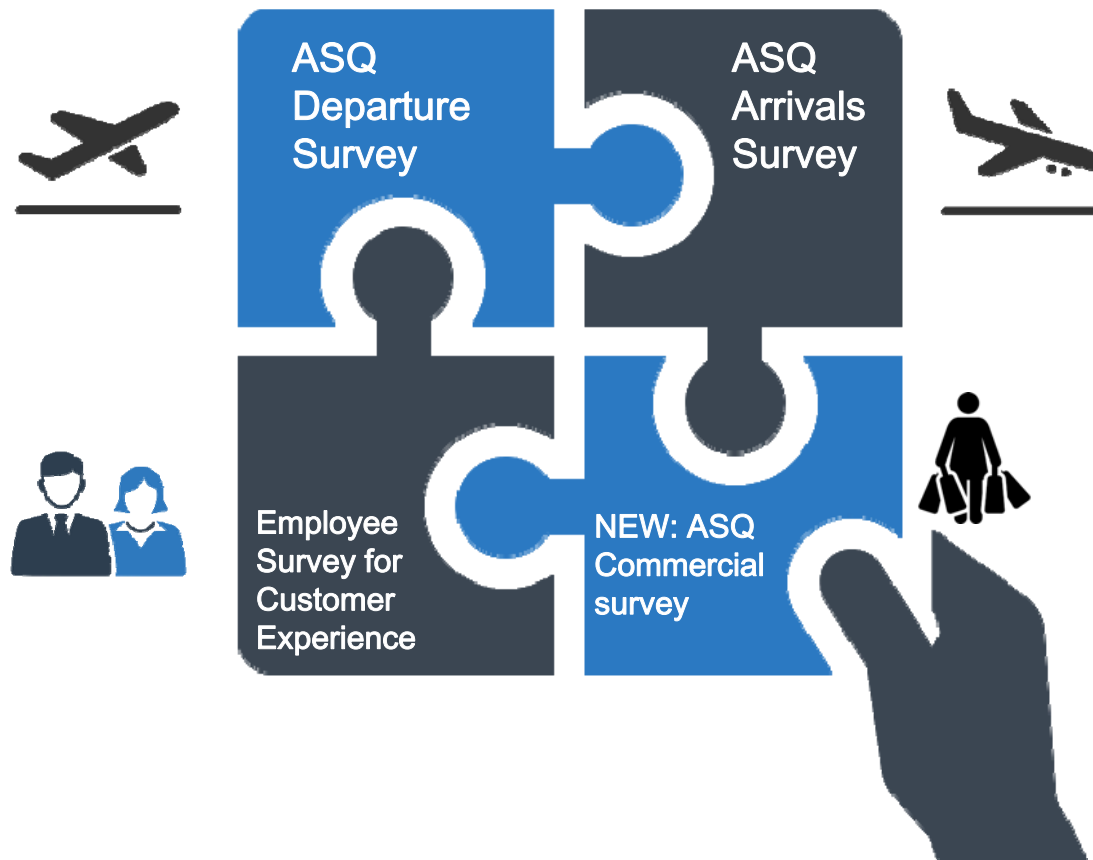 ASQ
Departure
Survey
ASQ
Arrivals
Survey
Employee
Survey for
Customer
Experience
NEW: ASQ
Commercial
survey